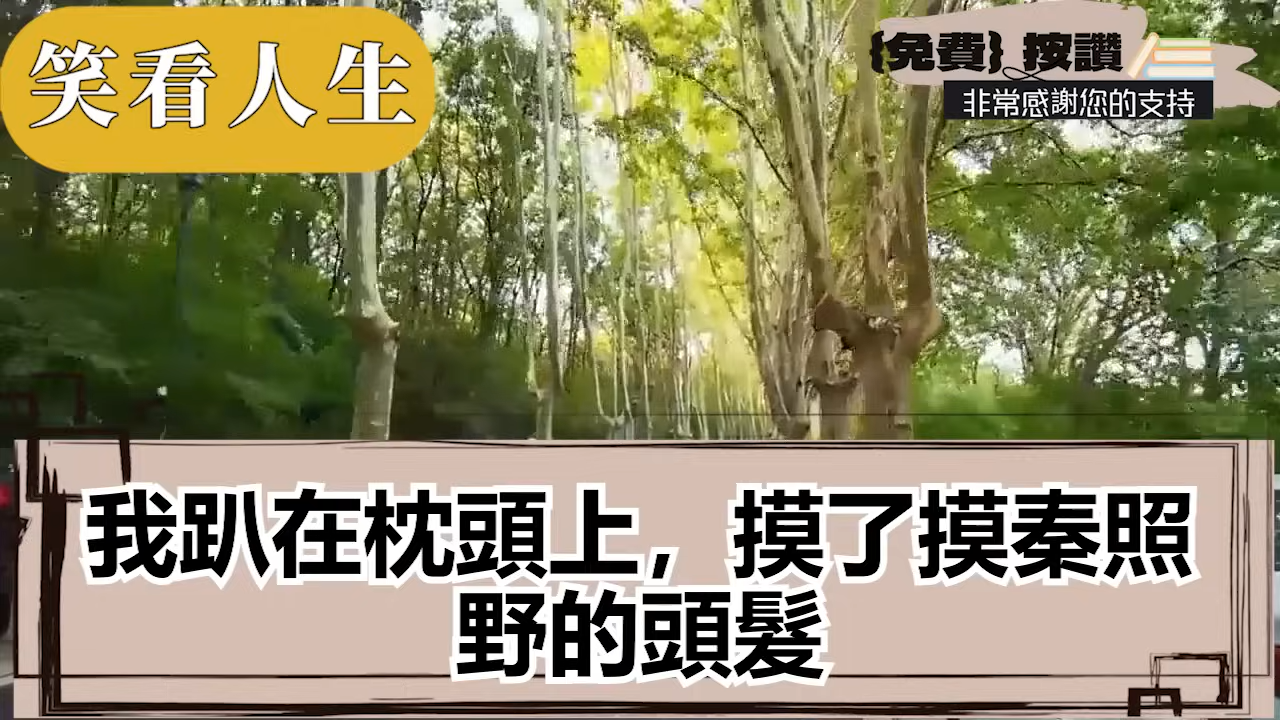 笑看人生
{免費} 按讚
非常感謝您的支持
我趴在枕頭上，摸了摸秦照
野的頭髮